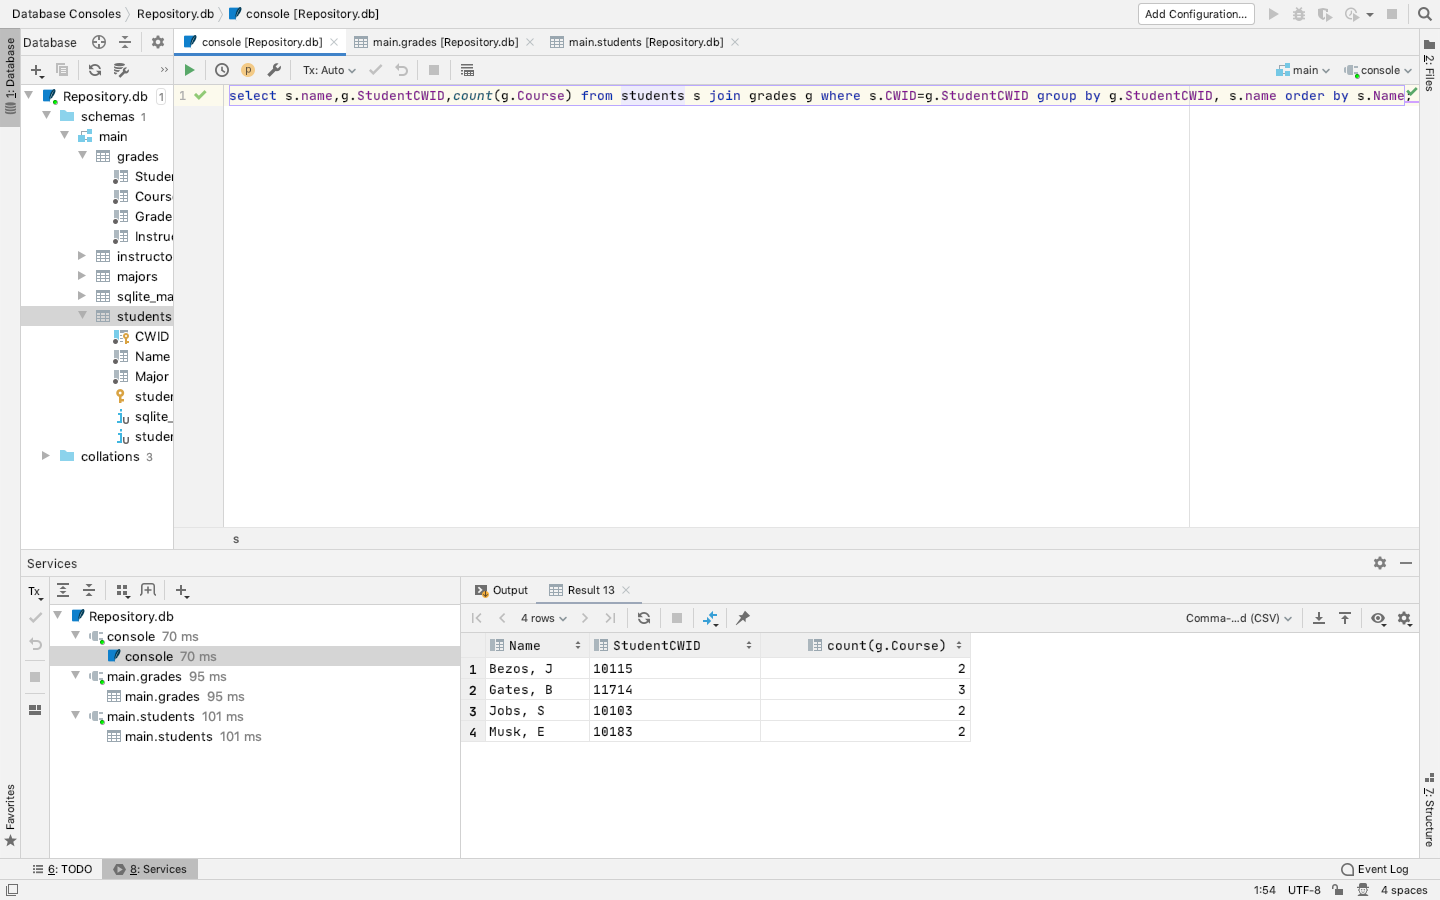 Database Consoles Repository.db console [Repository.db]
Add Configuration...
1: Database
Database
console [Repository.db]
main.grades [Repository.db]
main.students [Repository.db]
2: Files
Tx: Auto
main
console
Repository.db 1
schemas 1
main
grades
Studen
Cours
Grade
Instruc
instructo
majors
sqlite_ma
students
CWID
Name
Major
studen
sqlite_
studen
collations 3
1 select s.name,g.StudentCWID,count(g.Course) from students s join grades g where s.CWID=g.StudentCWID group by g.StudentCWID, s.name order by s.Name;
s
Services
Tx
Repository.db
console 70 ms
console 70 ms
main.grades 95 ms
main.grades 95 ms
main.students 101 ms
main.students 101 ms
Output
Result 13
4 rows
Comma-...d (CSV)
Name StudentCWID count(g.Course)
1 Bezos, J 10115 2
2 Gates, B 11714 3
3 Jobs, S 10103 2
4 Musk, E 10183 2
Favorites
7: Structure
6: TODO
8: Services
Event Log
1:54 UTF-8 4 spaces